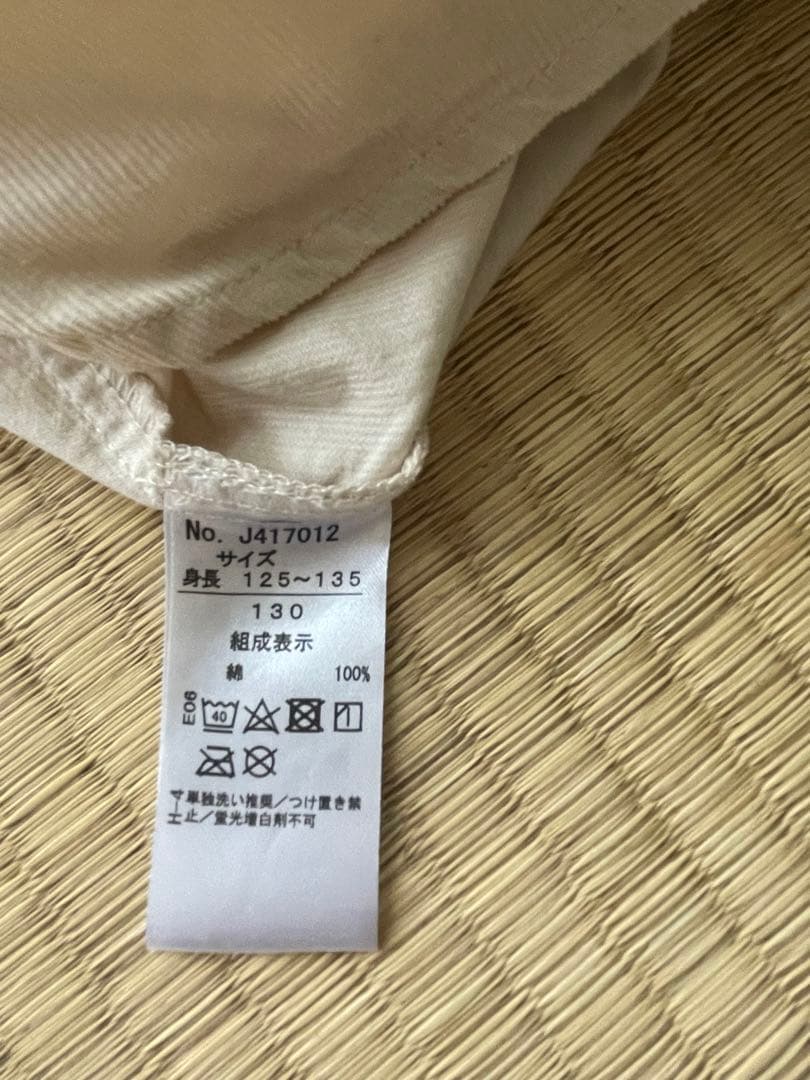 No. J417012
サイズ
身長 125~135
130
組成表示
綿 100%
E06 40
単独洗い推奨/つけ置き禁
止/蛍光増白剤不可